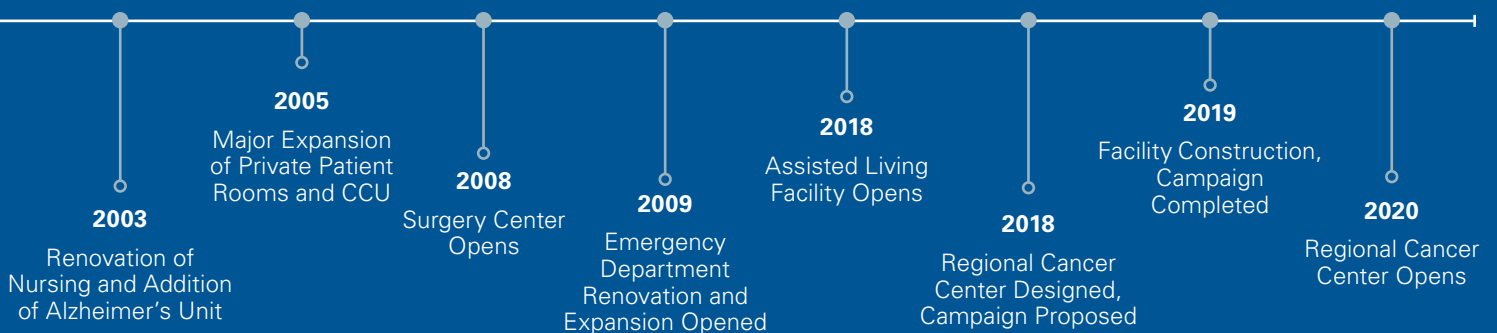 2003
Renovation of
Nursing and Addition
of Alzheimer’s Unit
2005
Major Expansion
of Private Patient
Rooms and CCU
2008
Surgery Center
Opens
2009
Emergency
Department
Renovation and
Expansion Opened
2018
Assisted Living
Facility Opens
2018
Regional Cancer
Center Designed,
Campaign Proposed
2019
Facility Construction,
Campaign
Completed
2020
Regional Cancer
Center Opens